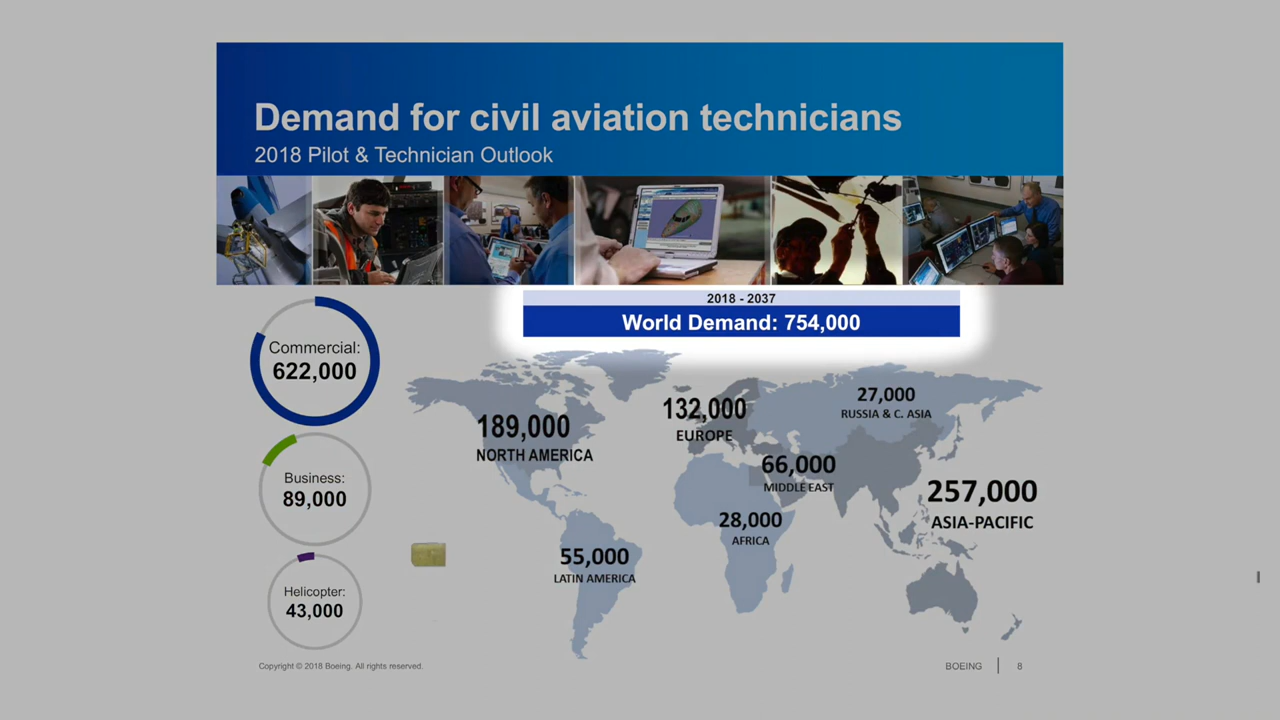 Demand for civil aviation technicians
2018 Pilot & Technician Outlook
2018 - 2037
World Demand: 754,000
Commercial:
622,000
Business:
89,000
Helicopter:
43,000
189,000
NORTH AMERICA
132,000
EUROPE
27,000
RUSSIA & C. ASIA
66,000
MIDDLE EAST
257,000
ASIA-PACIFIC
28,000
AFRICA
55,000
LATIN AMERICA
Copyright © 2018 Boeing. All rights reserved.
BOEING
8